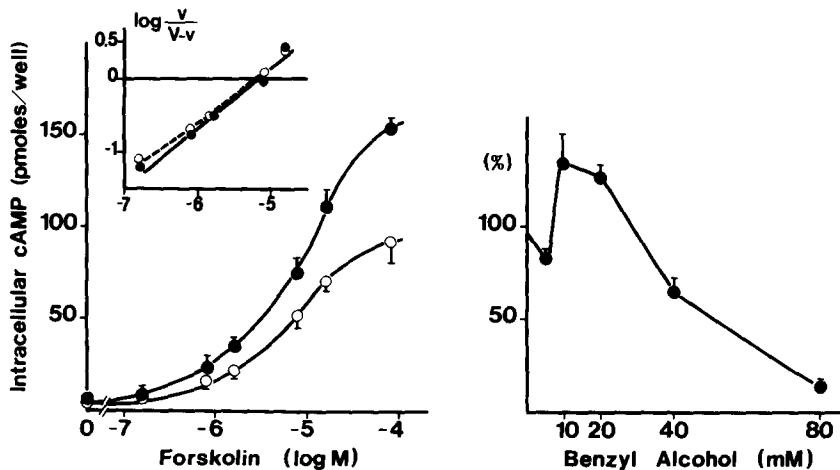 log v/V-v
0.5
0
-1
-7 -6 -5
Intracellular cAMP (pmoles/well)
150
100
50
0 -7 -6 -5 -4
Forskolin (log M)
(%)
100
50
10 20 40 80
Benzyl Alcohol (mM)